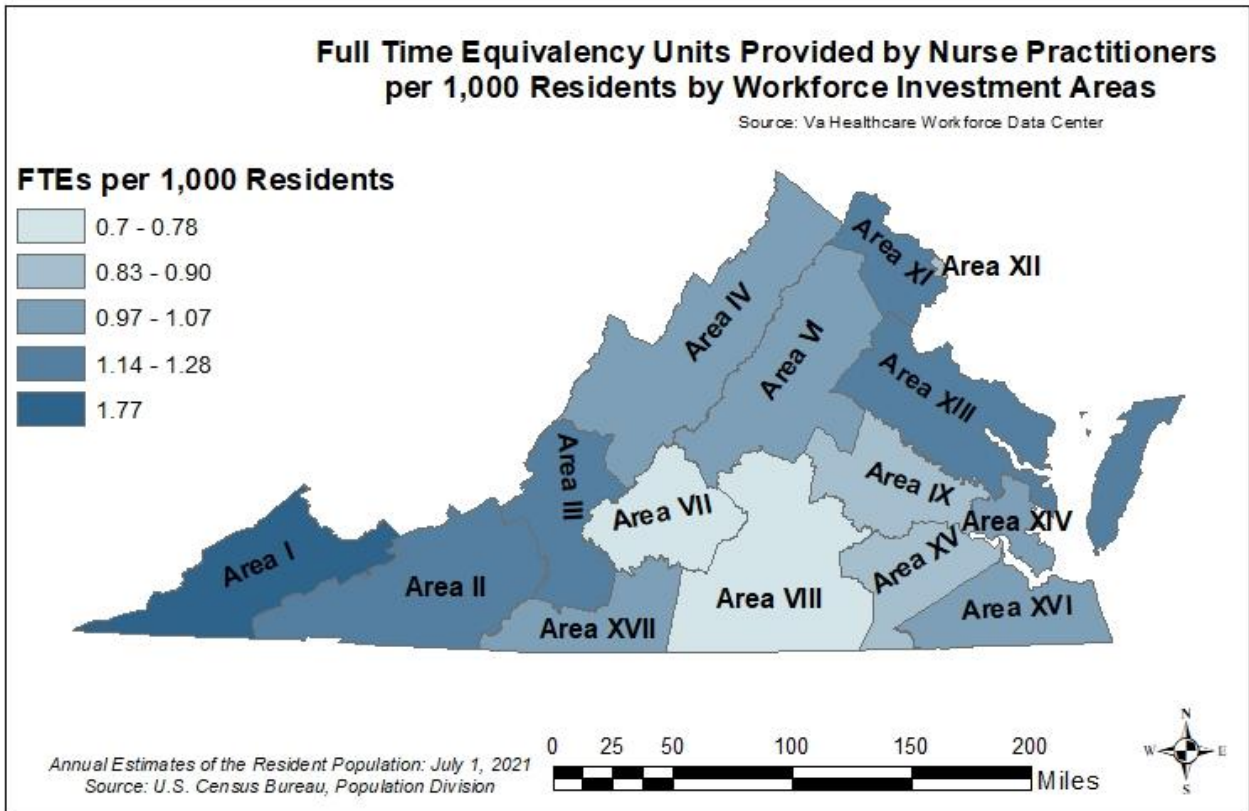 Full Time Equivalency Units Provided by Nurse Practitioners
per 1,000 Residents by Workforce Investment Areas
Source: Va Healthcare Workforce Data Center
FTEs per 1,000 Residents
0.7 - 0.78
0.83 - 0.90
0.97 - 1.07
1.14 - 1.28
1.77
Area XI
Area XII
Area IV
Area VI
Area XIII
Area III
Area IX
Area VII
Area XIV
Area XV
Area I
Area II
Area VIII
Area XVI
Area XVII
Annual Estimates of the Resident Population: July 1, 2021
Source: U.S. Census Bureau, Population Division
0 25 50 100 150 200
Miles
N
W E
S